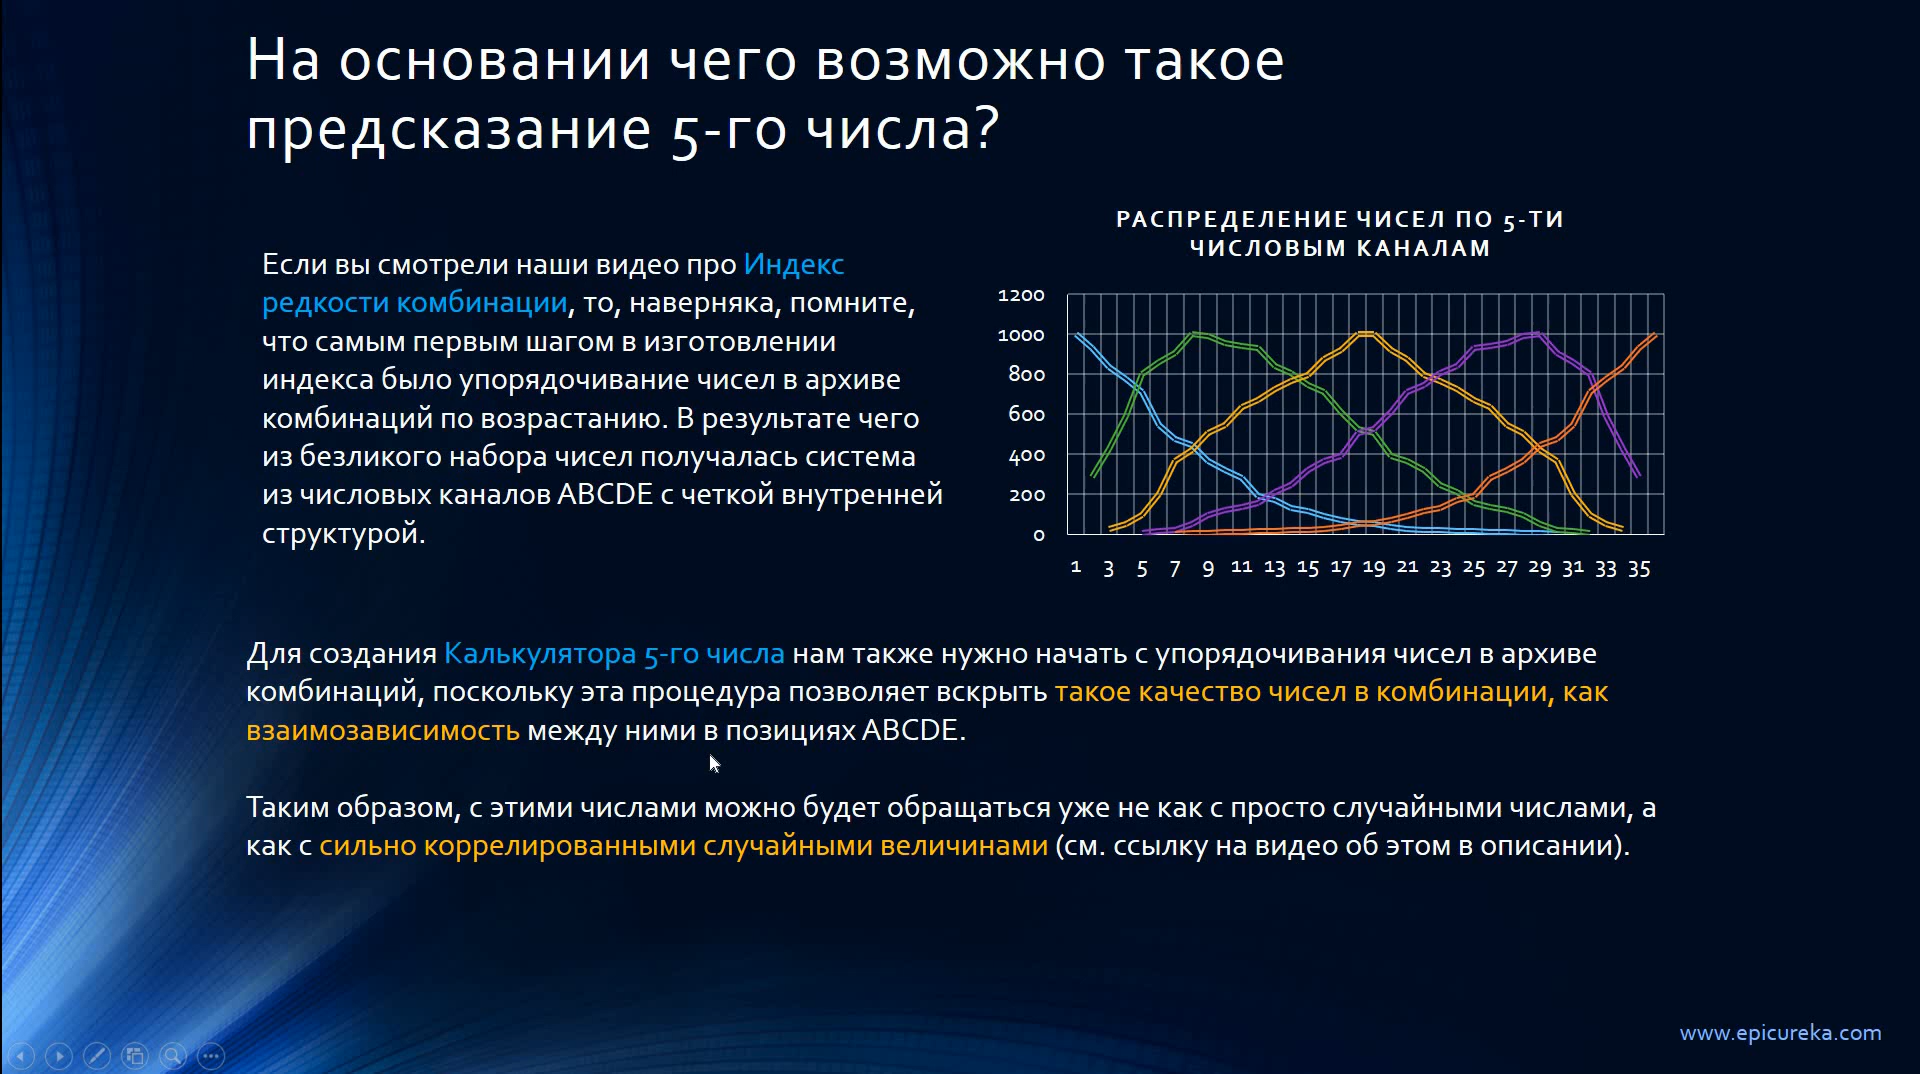 На основании чего возможно такое
предсказание 5-го числа?
Если вы смотрели наши видео про Индекс
редкости комбинации, то, наверняка, помните,
что самым первым шагом в изготовлении
индекса было упорядочивание чисел в архиве
комбинаций по возрастанию. В результате чего
из безликого набора чисел получалась система
из числовых каналов ABCDE с четкой внутренней
структурой.
РАСПРЕДЕЛЕНИЕ ЧИСЕЛ ПО 5-ТИ
ЧИСЛОВЫМ КАНАЛАМ
1200
1000
800
600
400
200
0
1 3 5 7 9 11 13 15 17 19 21 23 25 27 29 31 33 35
Для создания Калькулятора 5-го числа нам также нужно начать с упорядочивания чисел в архиве
комбинаций, поскольку эта процедура позволяет вскрыть такое качество чисел в комбинации, как
взаимозависимость между ними в позициях ABCDE.
Таким образом, с этими числами можно будет обращаться уже не как с просто случайными числами, а
как с сильно коррелированными случайными величинами (см. ссылку на видео об этом в описании).
www.epicureka.com